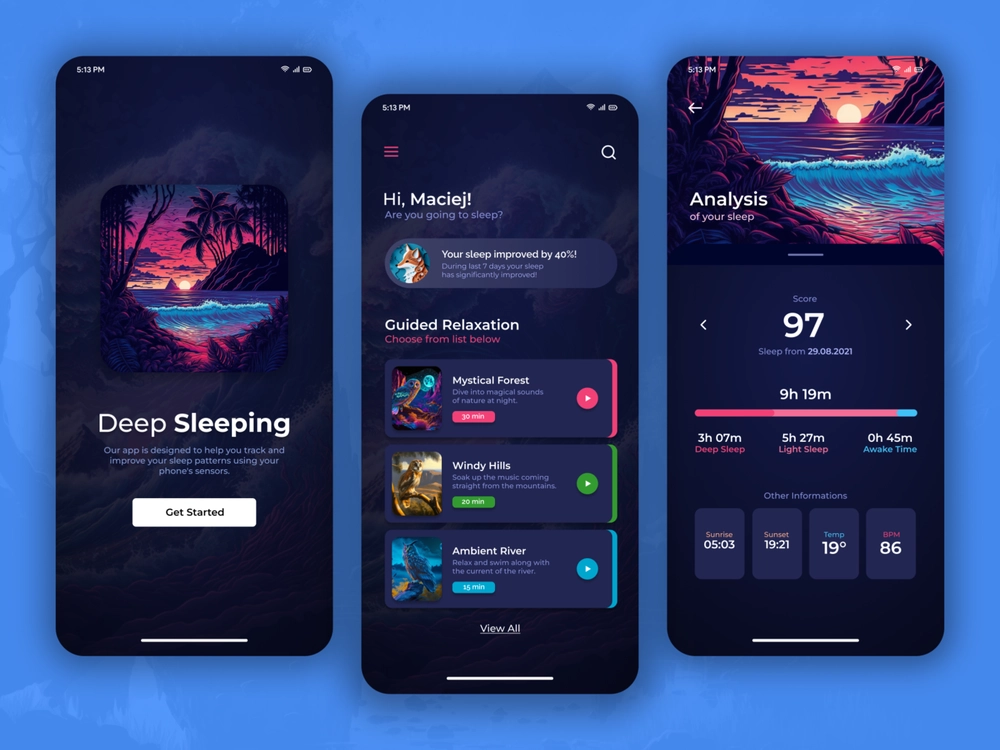 5:13 PM
Deep Sleeping
Our app is designed to help you track and
improve your sleep patterns using your
phone's sensors.
Get Started
5:13 PM
Hi, Maciej!
Are you going to sleep?
Your sleep improved by 40%!
During last 7 days your sleep
has significantly improved!
Guided Relaxation
Choose from list below
Mystical Forest
Dive into magical sounds
of nature at night.
30 min
Windy Hills
Soak up the music coming
straight from the mountains.
20 min
Ambient River
Relax and swim along with
the current of the river.
15 min
View All
5:13 PM
Analysis
of your sleep
Score
97
Sleep from 29.08.2021
9h 19m
3h 07m 5h 27m 0h 45m
Deep Sleep Light Sleep Awake Time
Other Informations
Sunrise Sunset Temp BPM
05:03 19:21 19° 86